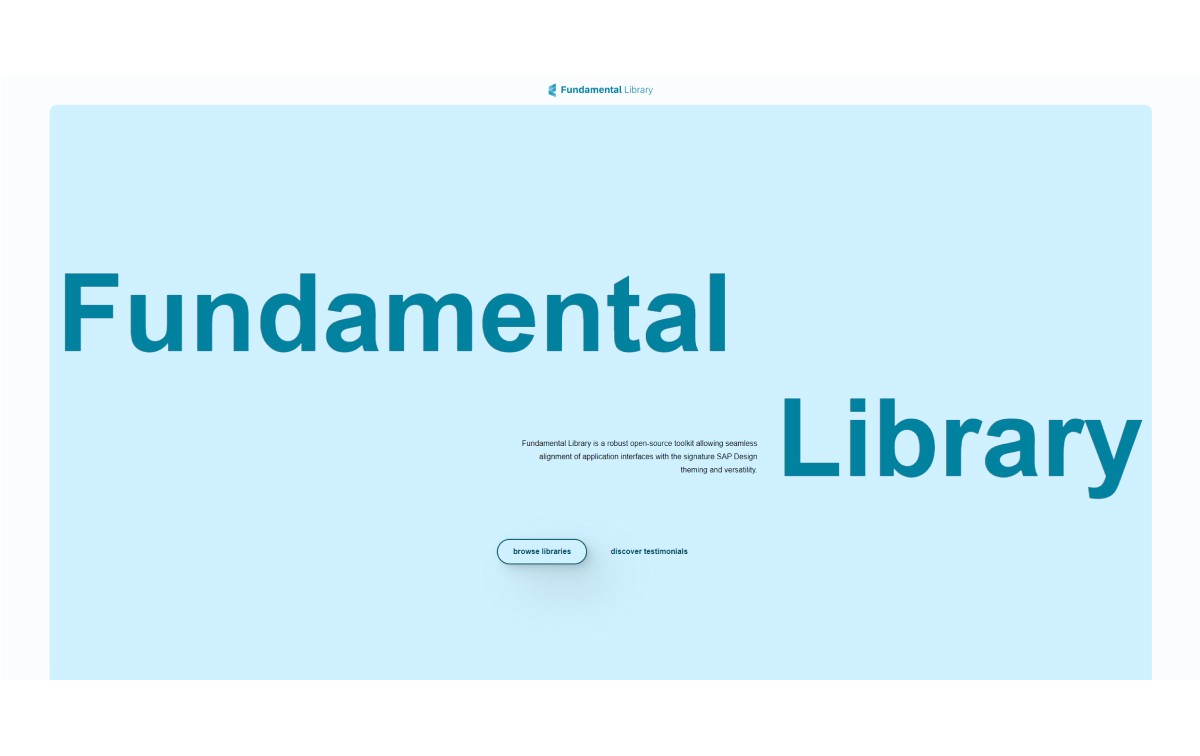 Fundamental Library
Fundamental
Library
Fundamental Library is a robust open-source toolkit allowing seamless
alignment of application interfaces with the signature SAP Design
theming and versatility.
browse libraries
discover testimonials